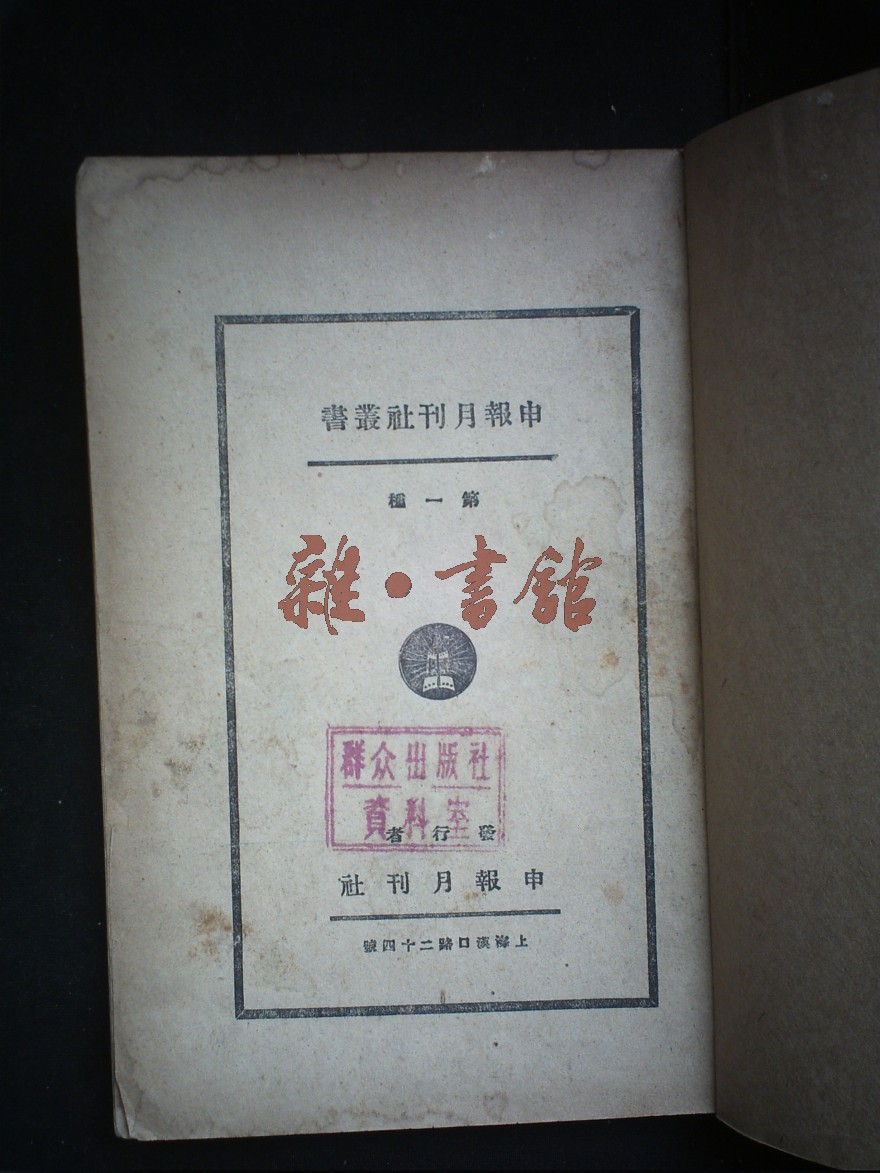 申報月刊社叢書
第一種
雜·書館
群众出版社
資料室
發行者
申報月刊社
上海漢口路二十四號